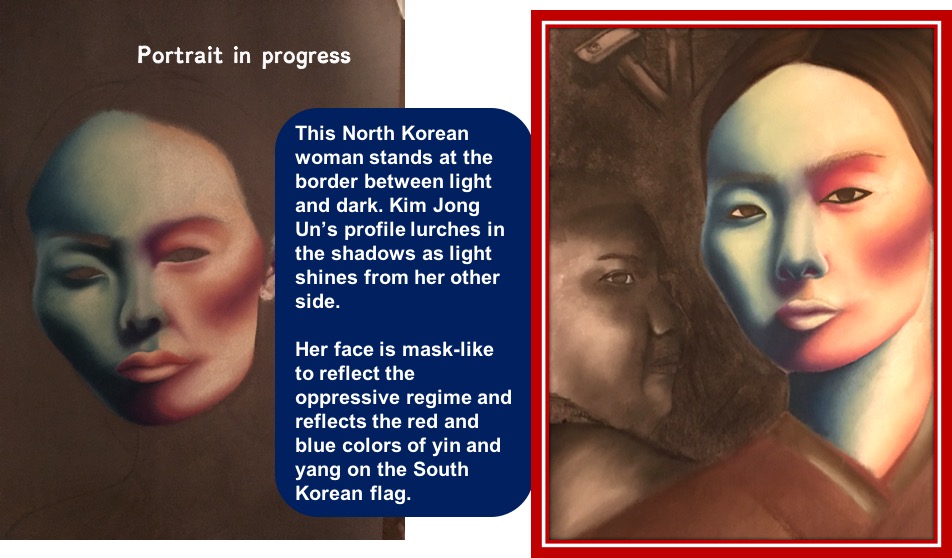 Portrait in progress
This North Korean
woman stands at the
border between light
and dark. Kim Jong
Un’s profile lurches in
the shadows as light
shines from her other
side.
Her face is mask-like
to reflect the
oppressive regime and
reflects the red and
blue colors of yin and
yang on the South
Korean flag.